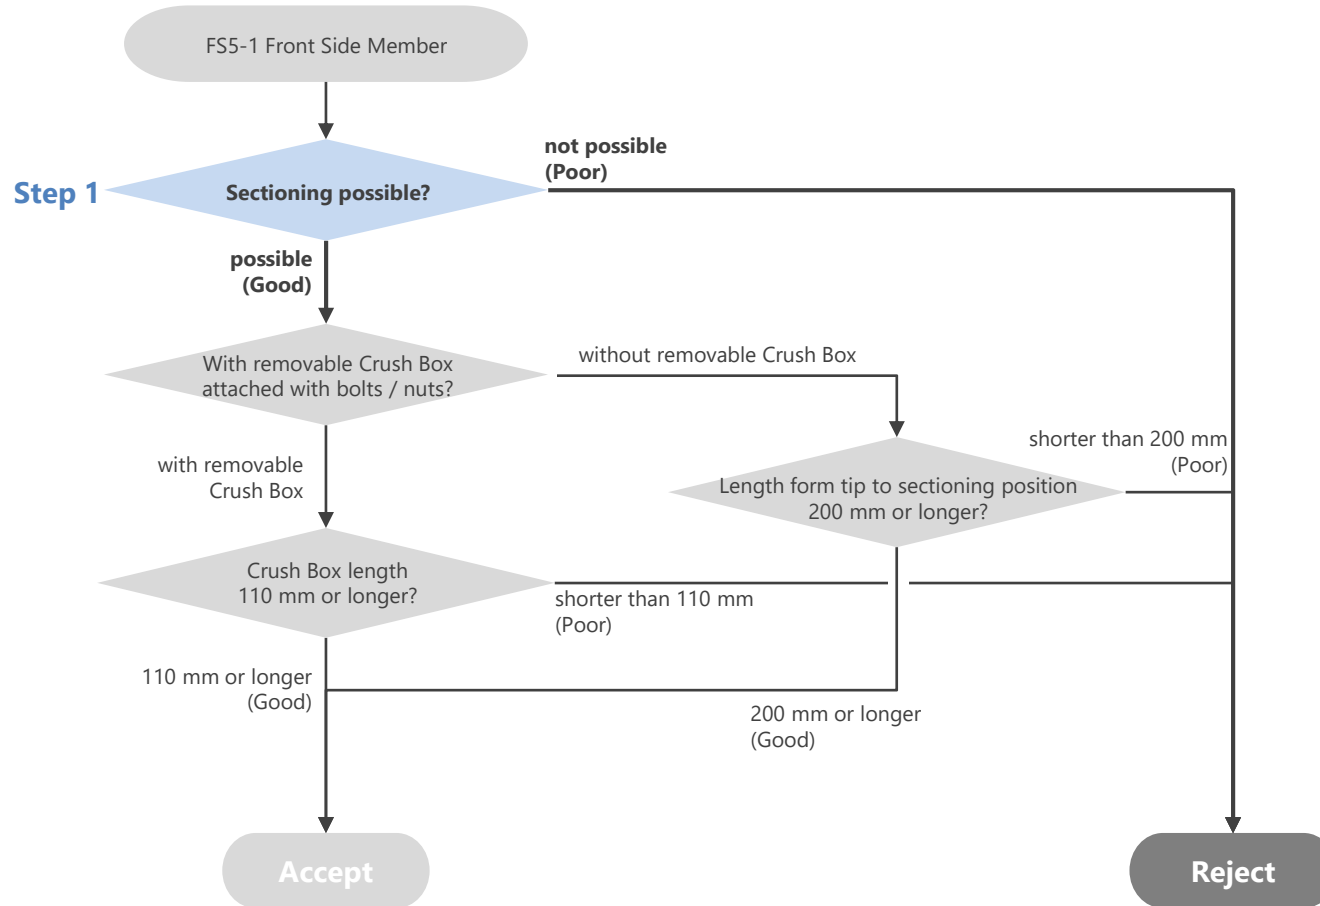 FS5-1 Front Side Member
not possible
(Poor)
Step 1
Sectioning possible?
possible
(Good)
With removable Crush Box
attached with bolts / nuts?
without removable Crush Box
with removable
Crush Box
shorter than 200 mm
(Poor)
Length form tip to sectioning position
200 mm or longer?
Crush Box length
110 mm or longer?
shorter than 110 mm
(Poor)
110 mm or longer
(Good)
200 mm or longer
(Good)
Accept
Reject